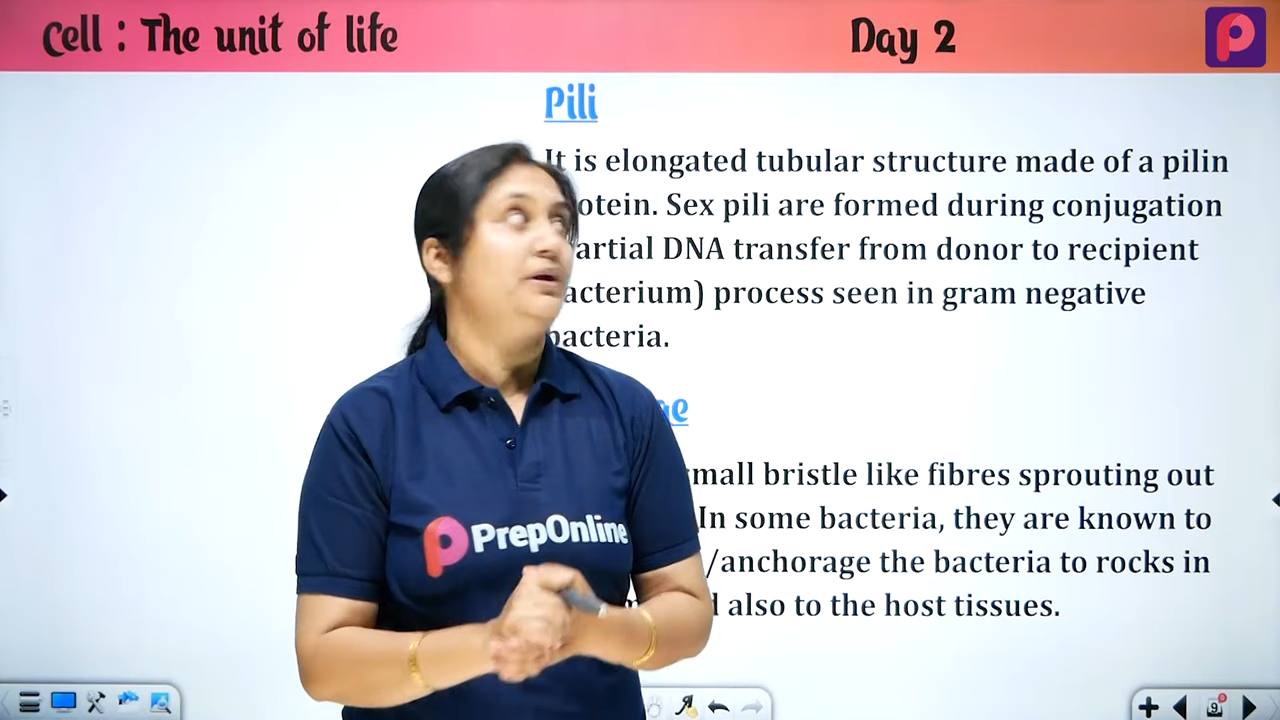 Cell : The unit of life
Day 2
Pili
It is elongated tubular structure made of a pilin
otein. Sex pili are formed during conjugation
artial DNA transfer from donor to recipient
acterium) process seen in gram negative
bacteria.
ae
small bristle like fibres sprouting out
In some bacteria, they are known to
/anchorage the bacteria to rocks in
also to the host tissues.
PrepOnline
9